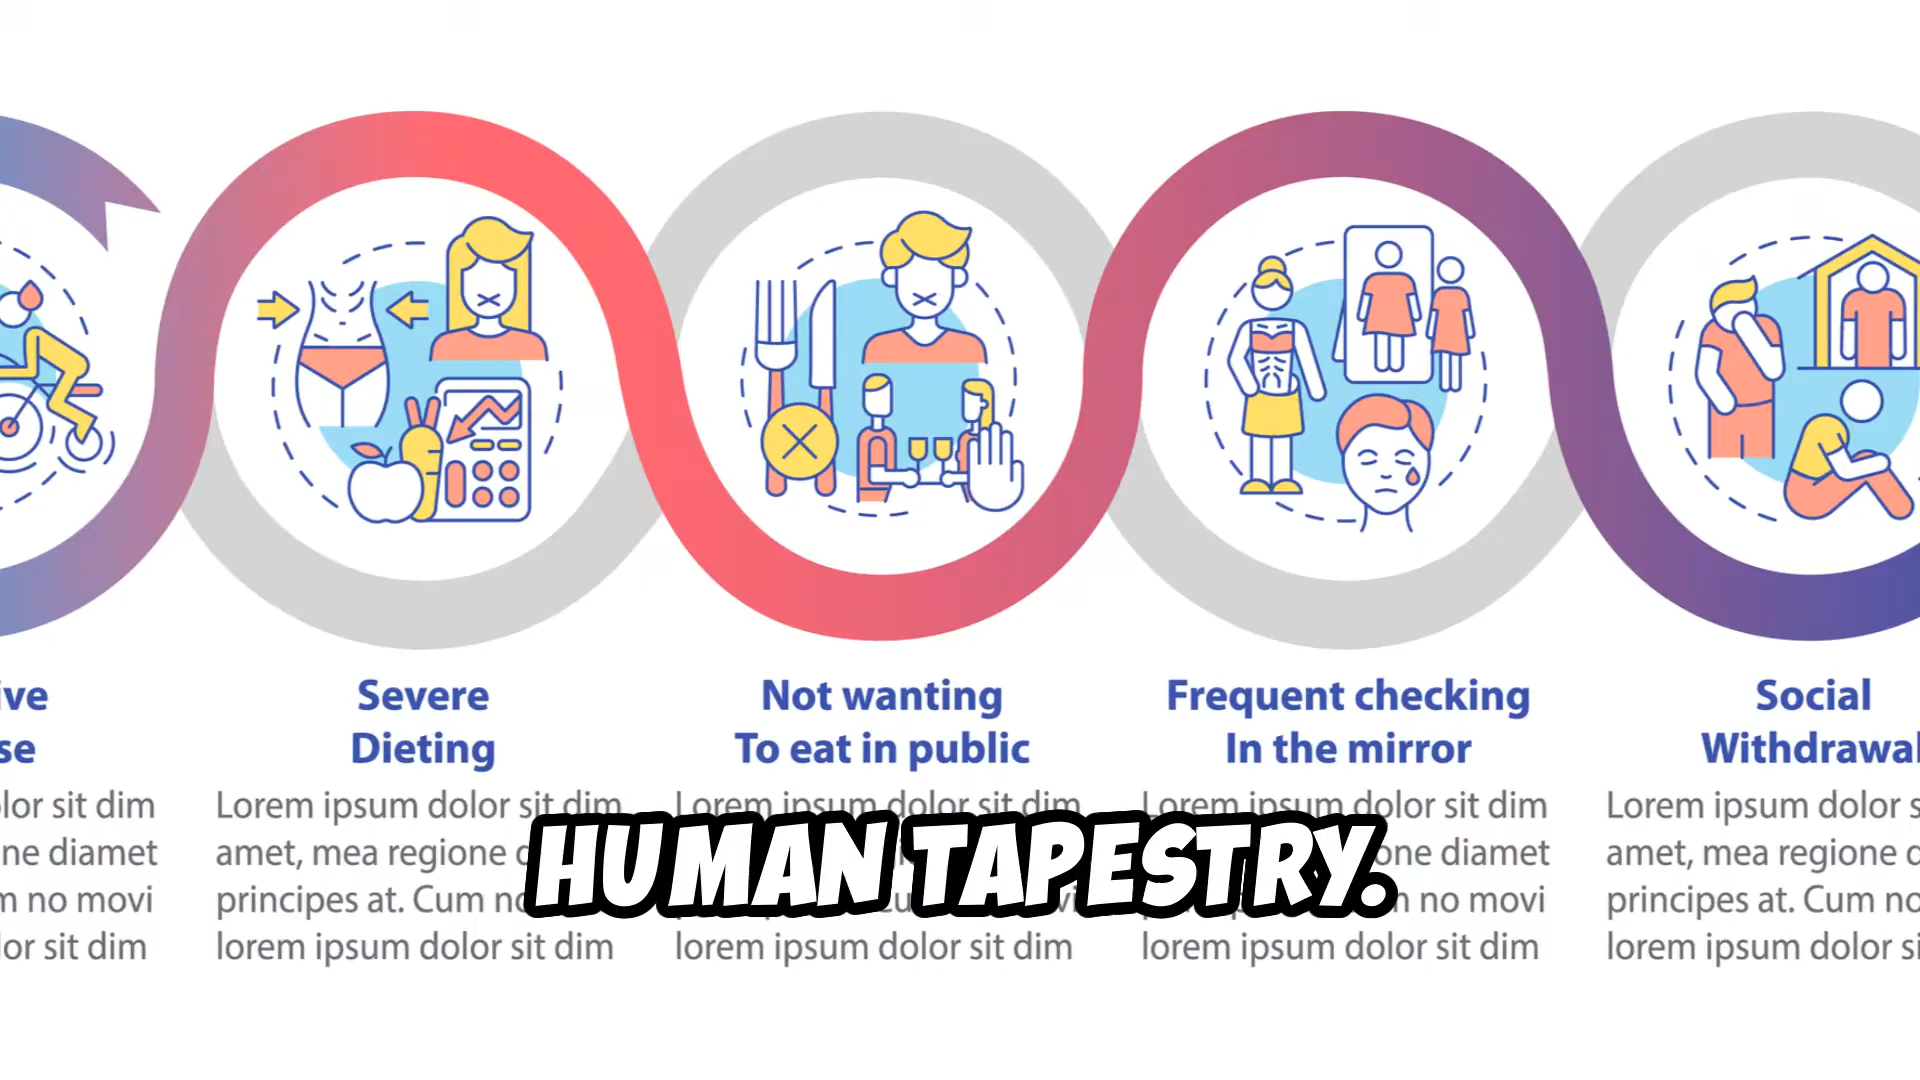 ive
se
olor sit dim
ne diamet
m no movi
lor sit dim
Severe
Dieting
Lorem ipsum dolor sit dim
amet, mea regione
principes at. Cum
lorem ipsum dolor sit dim
Not wanting
To eat in public
Lorem ipsum dolor sit dim
lorem ipsum dolor sit dim
Frequent checking
In the mirror
Lorem ipsum dolor sit dim
one diamet
no movi
lorem ipsum dolor sit dim
Social
Withdrawal
Lorem ipsum dolor s
amet, mea regione d
principes at. Cum no
lorem ipsum dolor si
HUMAN TAPESTRY.